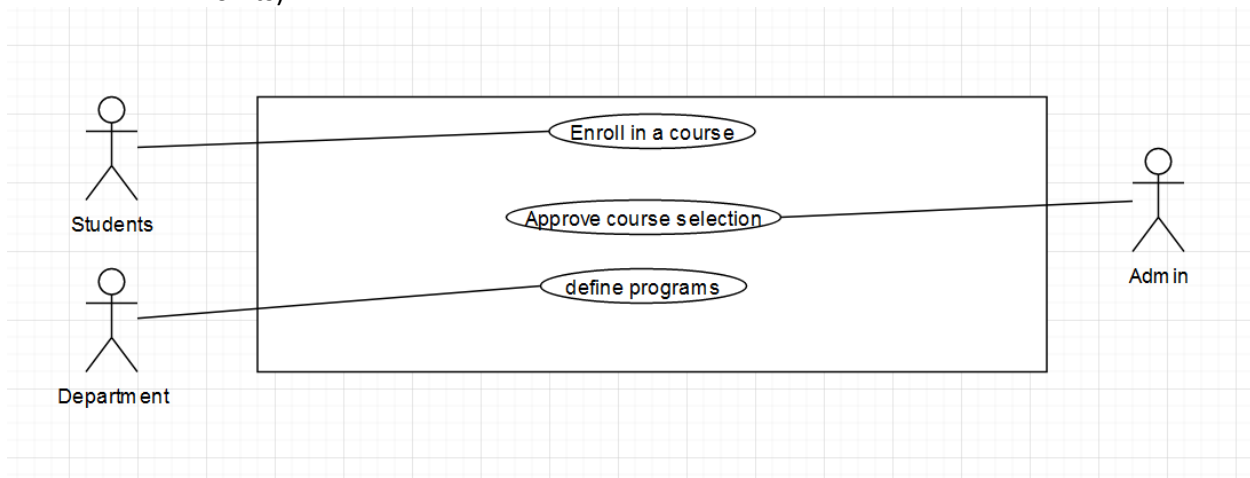 Enroll in a course
Students
Approve course selection
Admin
define programs
Department